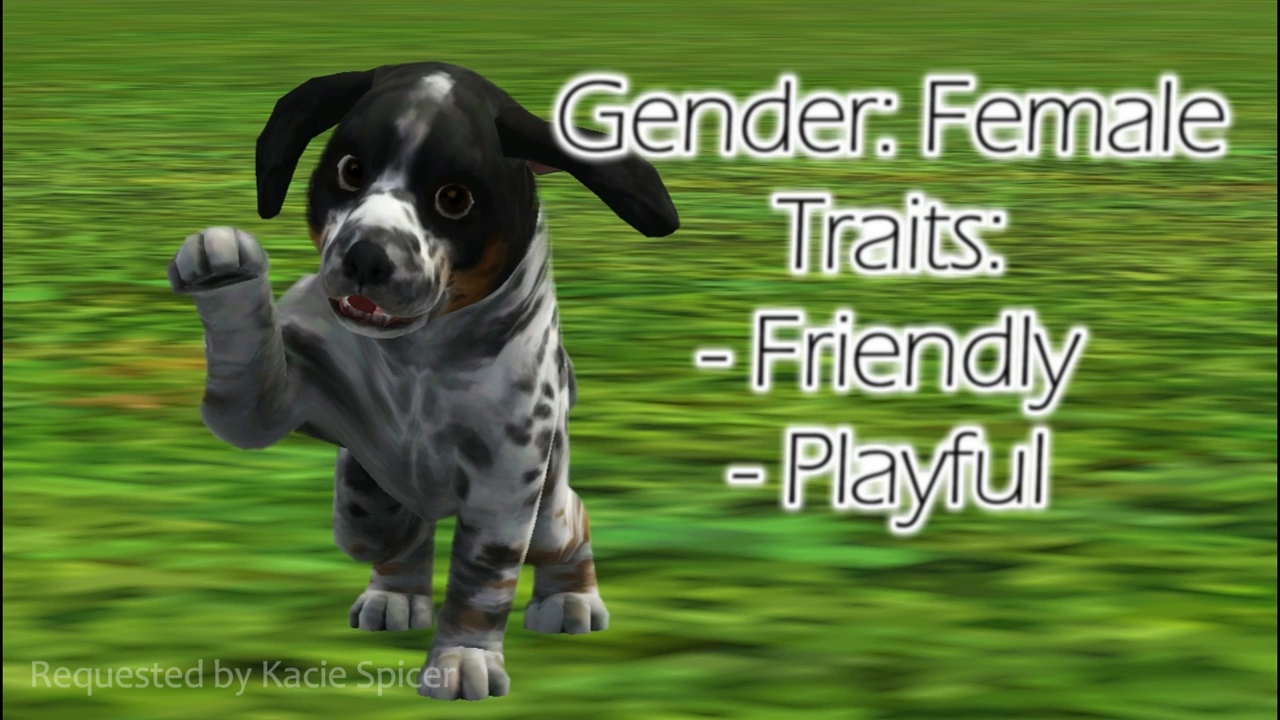 Gender: Female
Traits:
- Friendly
- Playful
Requested by Kacie Spicer